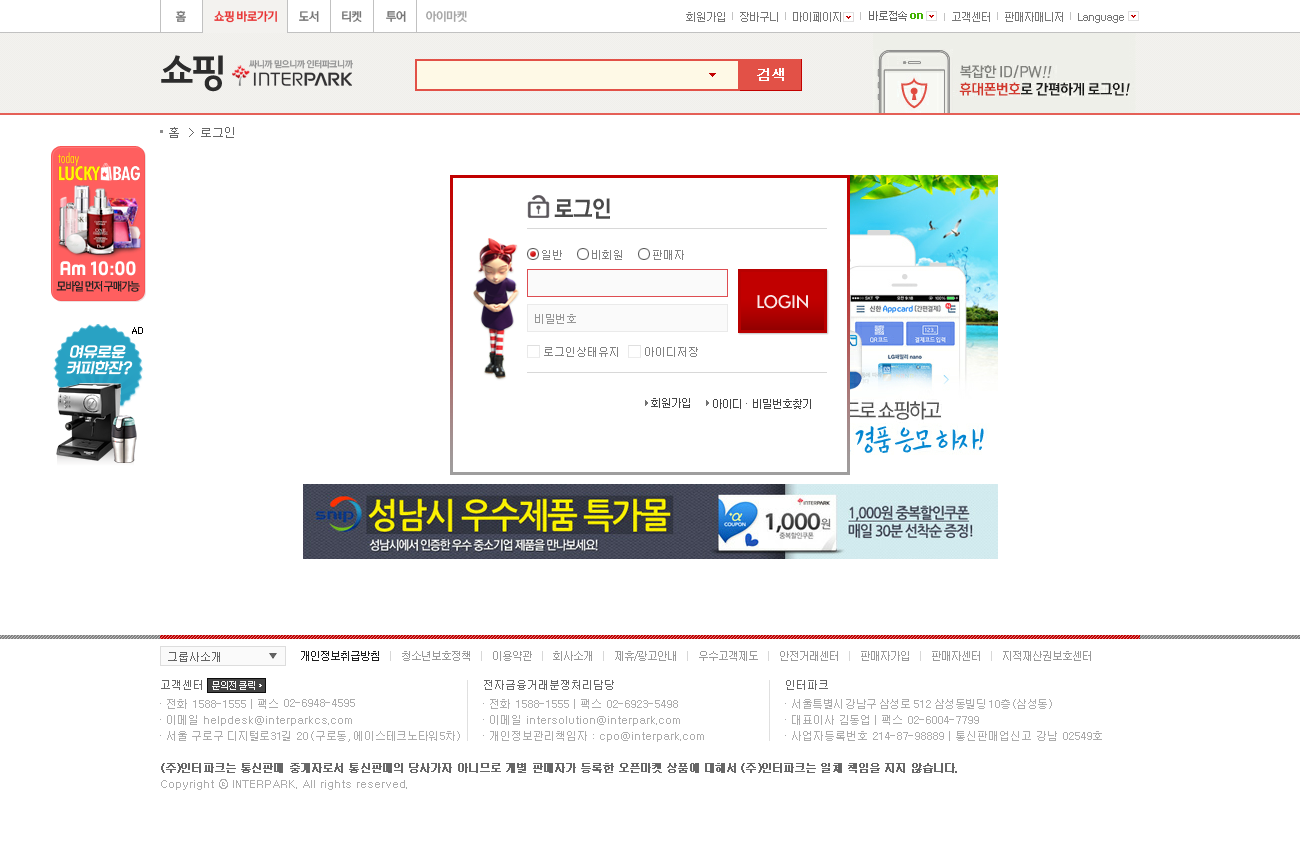 홈 쇼핑 바로가기 도서 티켓 투어 아이마켓
회원가입 장바구니 마이페이지 바로접속 on 고객센터 판매자매니저 Language
쇼핑 싸니까 믿으니까 인터파크니까
INTERPARK
검색
복잡한 ID/PW!!
휴대폰번호로 간편하게 로그인!
홈 > 로그인
today
LUCKY BAG
Am 10:00
모바일 먼저 구매가능
AD
여유로운
커피한잔?
로그인
일반 비회원 판매자
LOGIN
비밀번호
로그인상태유지 아이디저장
회원가입 아이디 · 비밀번호찾기
신한 App card (간편결제)
QR코드 결제코드입력
LG패밀리 nano
드로 쇼핑하고
경품 응모 하자!
snip 성남시 우수제품 특가몰
성남시에서 인증한 우수 중소기업 제품을 만나보세요!
INTERPARK
+α COUPON 1,000원
중복할인쿠폰
1,000원 중복할인쿠폰
매일 30분 선착순 증정!
그룹사소개 개인정보취급방침 청소년보호정책 이용약관 회사소개 제휴/광고안내 우수고객제도 안전거래센터 판매자가입 판매자센터 지적재산권보호센터
고객센터 문의전 클릭
· 전화 1588-1555 | 팩스 02-6948-4595
· 이메일 helpdesk@interparkcs.com
· 서울 구로구 디지털로31길 20 (구로동, 에이스테크노타워5차)
전자금융거래분쟁처리담당
· 전화 1588-1555 | 팩스 02-6923-5498
· 이메일 intersolution@interpark.com
· 개인정보관리책임자 : cpo@interpark.com
인터파크
· 서울특별시 강남구 삼성로 512 삼성동빌딩 10층 (삼성동)
· 대표이사 김동업 | 팩스 02-6004-7799
· 사업자등록번호 214-87-98889 | 통신판매업신고 강남 02549호
(주)인터파크는 통신판매 중개자로서 통신판매의 당사가자 아니므로 개별 판매자가 등록한 오픈마켓 상품에 대해서 (주)인터파크는 일체 책임을 지지 않습니다.
Copyright ⓒ INTERPARK. All rights reserved.